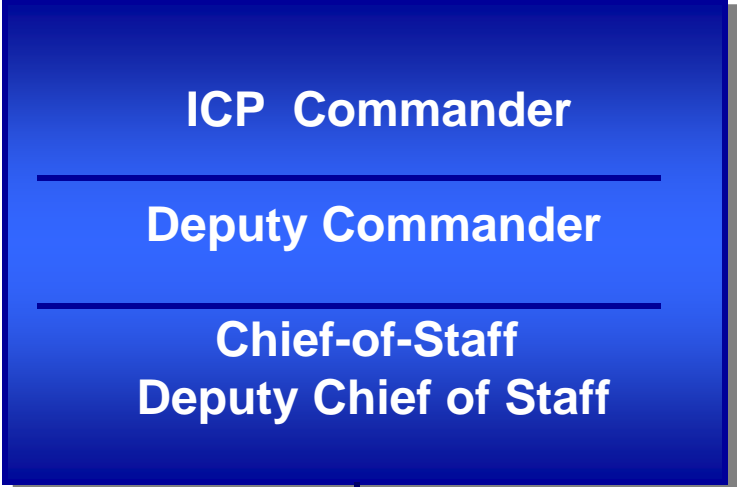 ICP Commander
Deputy Commander
Chief-of-Staff
Deputy Chief of Staff